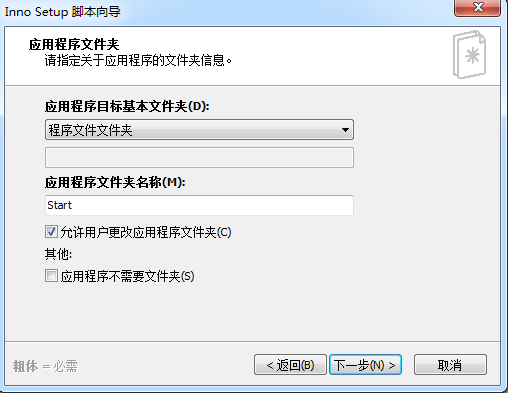 Inno Setup 脚本向导
应用程序文件夹
请指定关于应用程序的文件夹信息。
应用程序目标基本文件夹(D):
程序文件文件夹
应用程序文件夹名称(M):
Start
允许用户更改应用程序文件夹(C)
其他:
应用程序不需要文件夹(S)
粗体 = 必需
< 返回(B)
下一步(N) >
取消